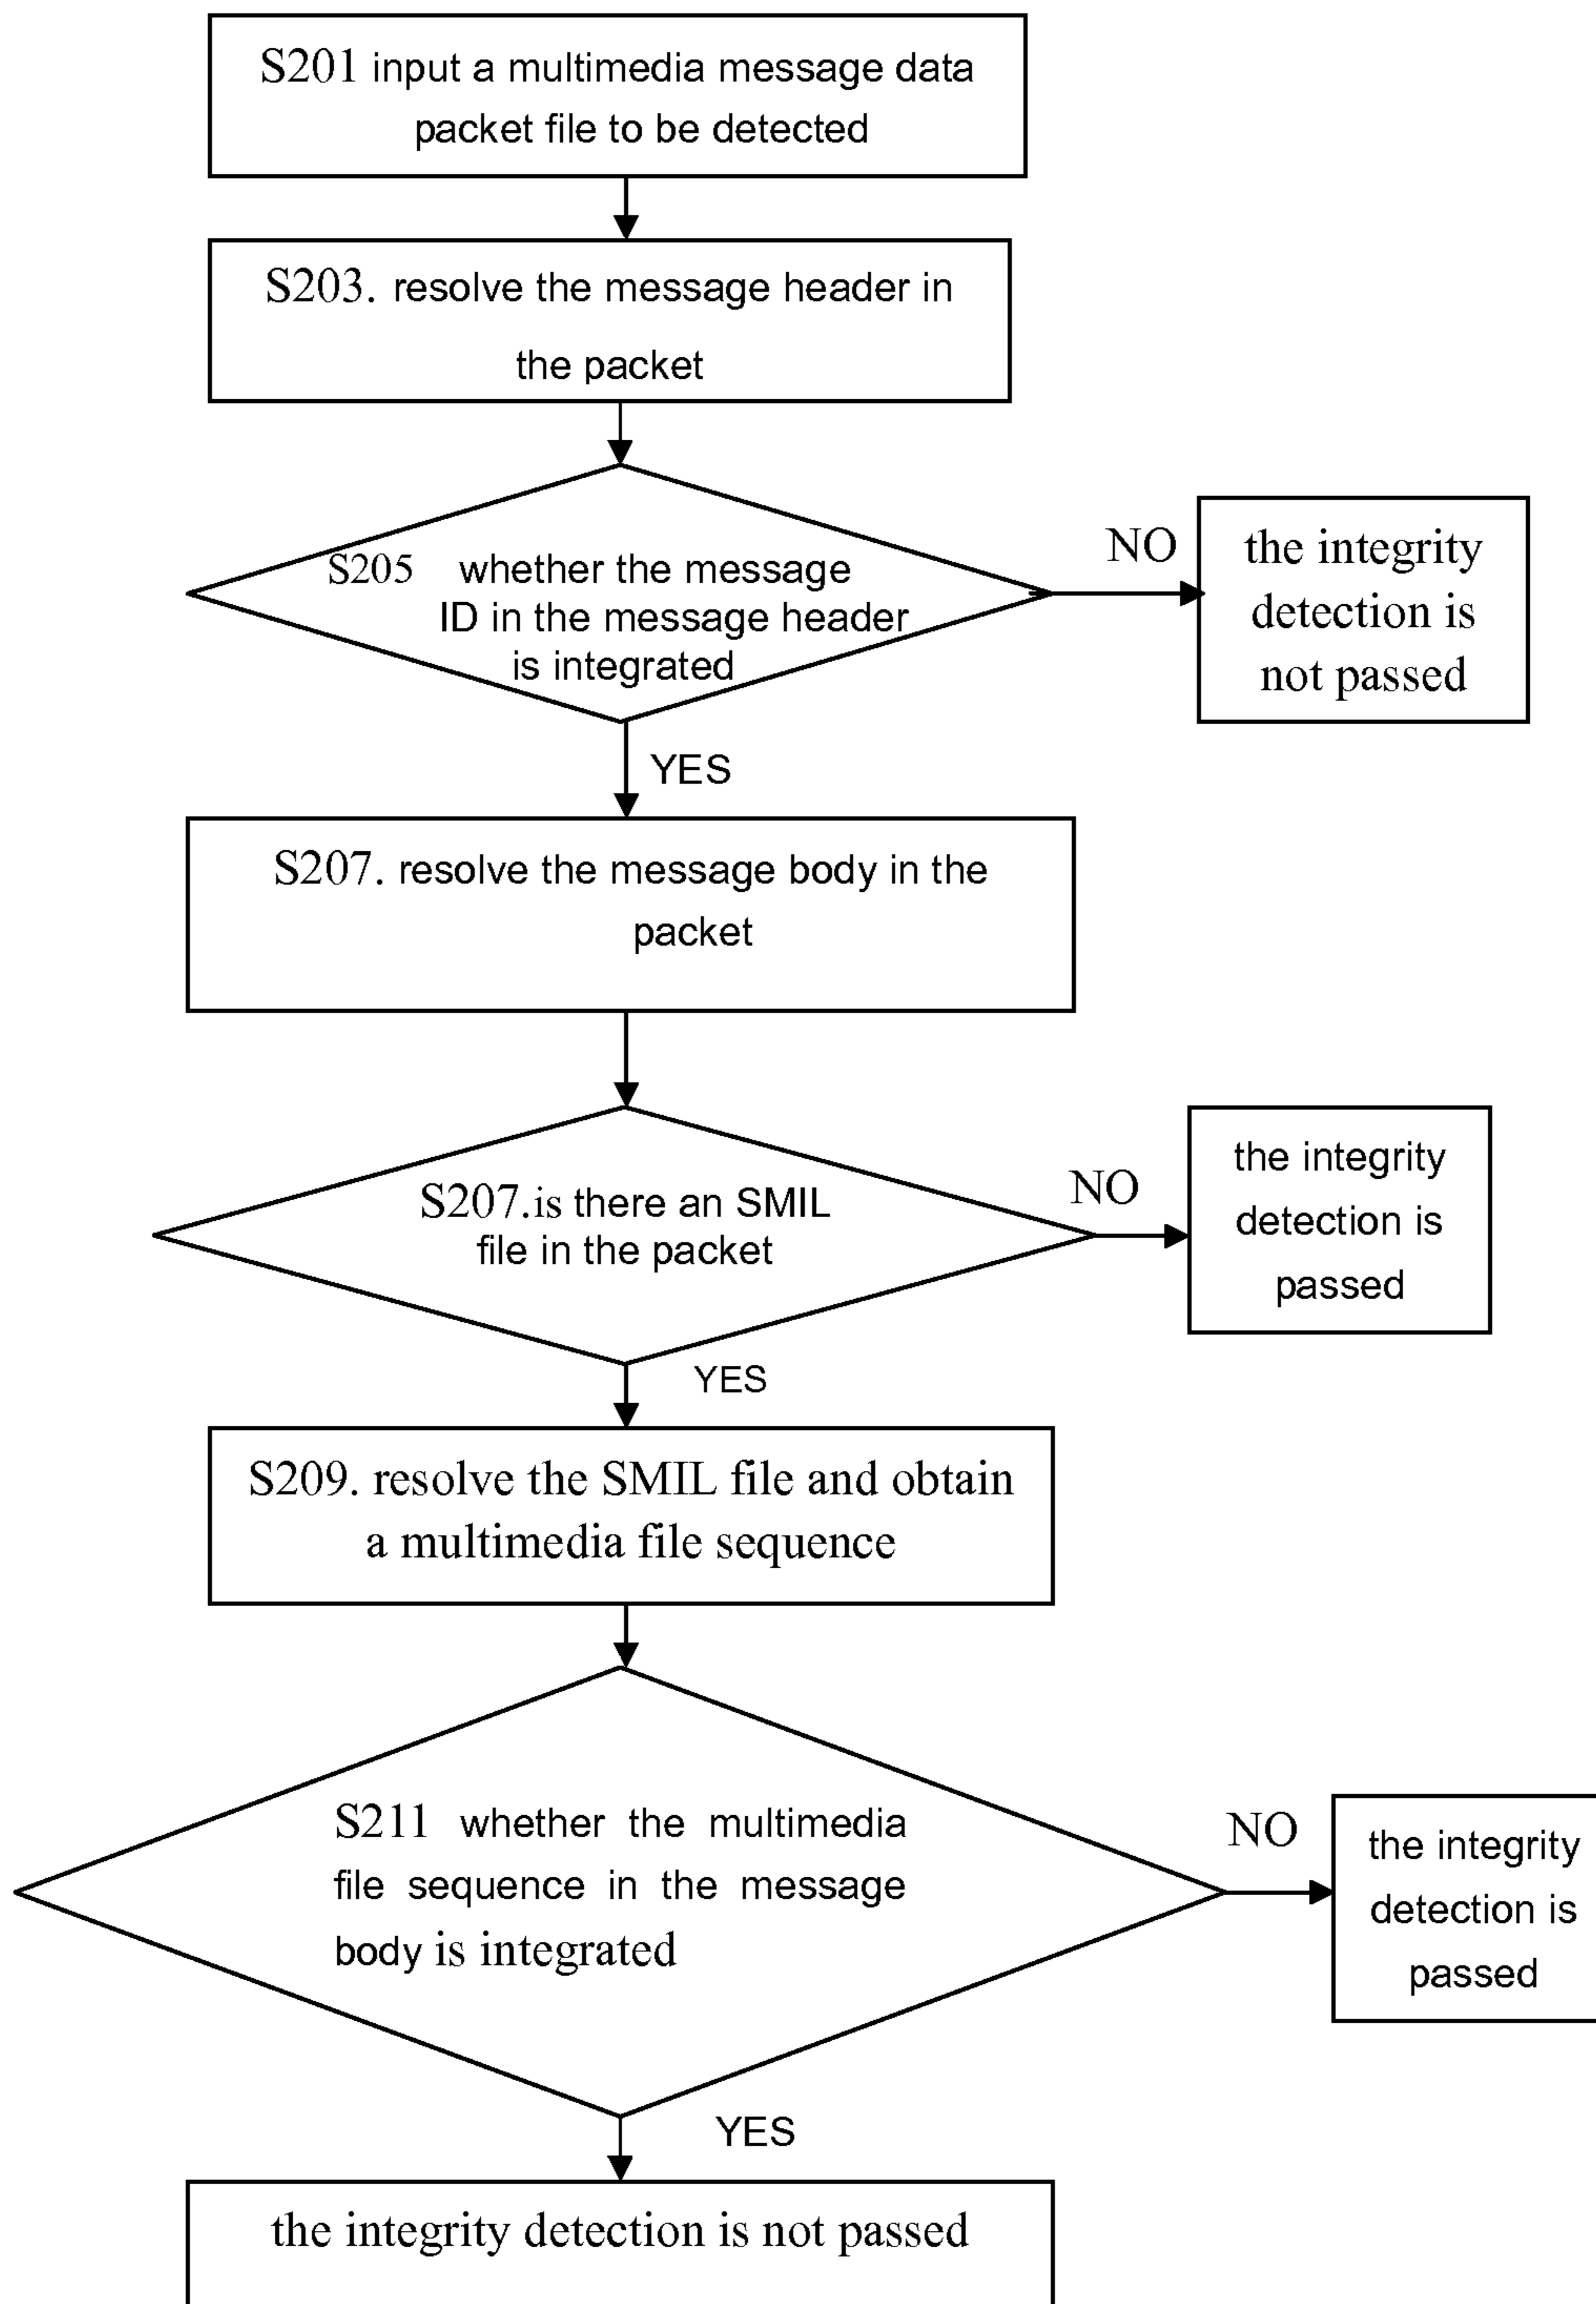 S201 input a multimedia message data
packet file to be detected
S203. resolve the message header in
the packet
S205 whether the message
ID in the message header
is integrated
NO
the integrity
detection is
not passed
YES
S207. resolve the message body in the
packet
S207.is there an SMIL
file in the packet
NO
the integrity
detection is
passed
YES
S209. resolve the SMIL file and obtain
a multimedia file sequence
S211 whether the multimedia
file sequence in the message
body is integrated
NO
the integrity
detection is
passed
YES
the integrity detection is not passed